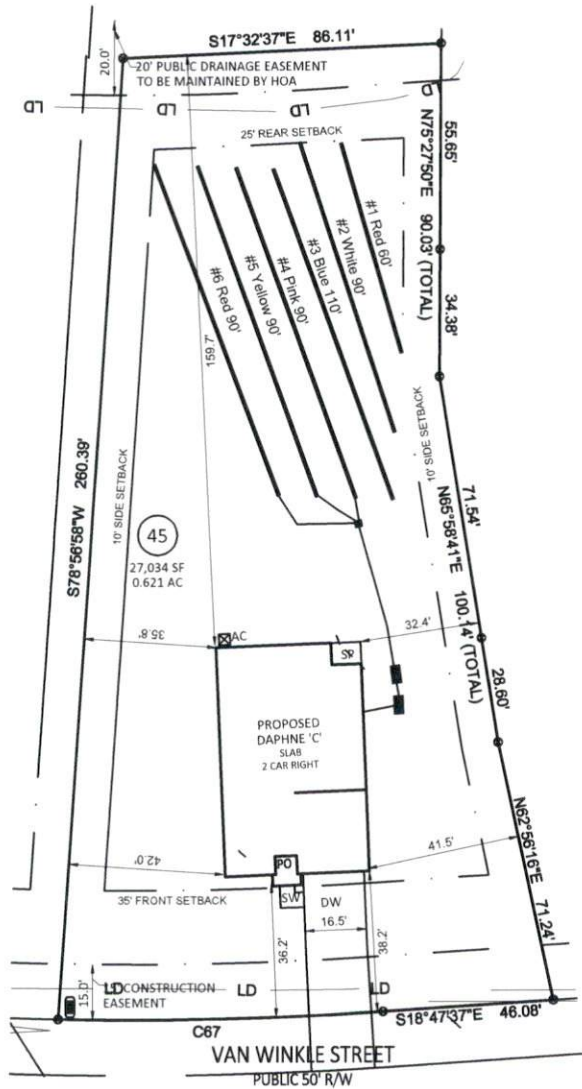 S17°32'37"E 86.11'
20' PUBLIC DRAINAGE EASEMENT
TO BE MAINTAINED BY HOA
20.0'
LD
LD
LD
D
25' REAR SETBACK
55.65'
N75°27'50"E 90.03' (TOTAL)
34.38'
#1 Red 60'
#2 White 90'
#3 Blue 110'
#4 Pink 90'
#5 Yellow 90'
#6 Red 90'
159.7'
10' SIDE SETBACK
71.54'
N65°58'41"E 100.14' (TOTAL)
28.60'
S78°56'58"W 260.39'
10' SIDE SETBACK
45
27,034 SF
0.621 AC
35.8'
AC
32.4'
PROPOSED
DAPHNE 'C'
SLAB
2 CAR RIGHT
N62°56'16"E 71.24'
42.0'
41.5'
PO
35' FRONT SETBACK
SW
DW
16.5'
36.2'
38.2'
15.0'
CONSTRUCTION
EASEMENT
LD
LD
LD
S18°47'37"E 46.08'
C67
VAN WINKLE STREET
PUBLIC 50' R/W